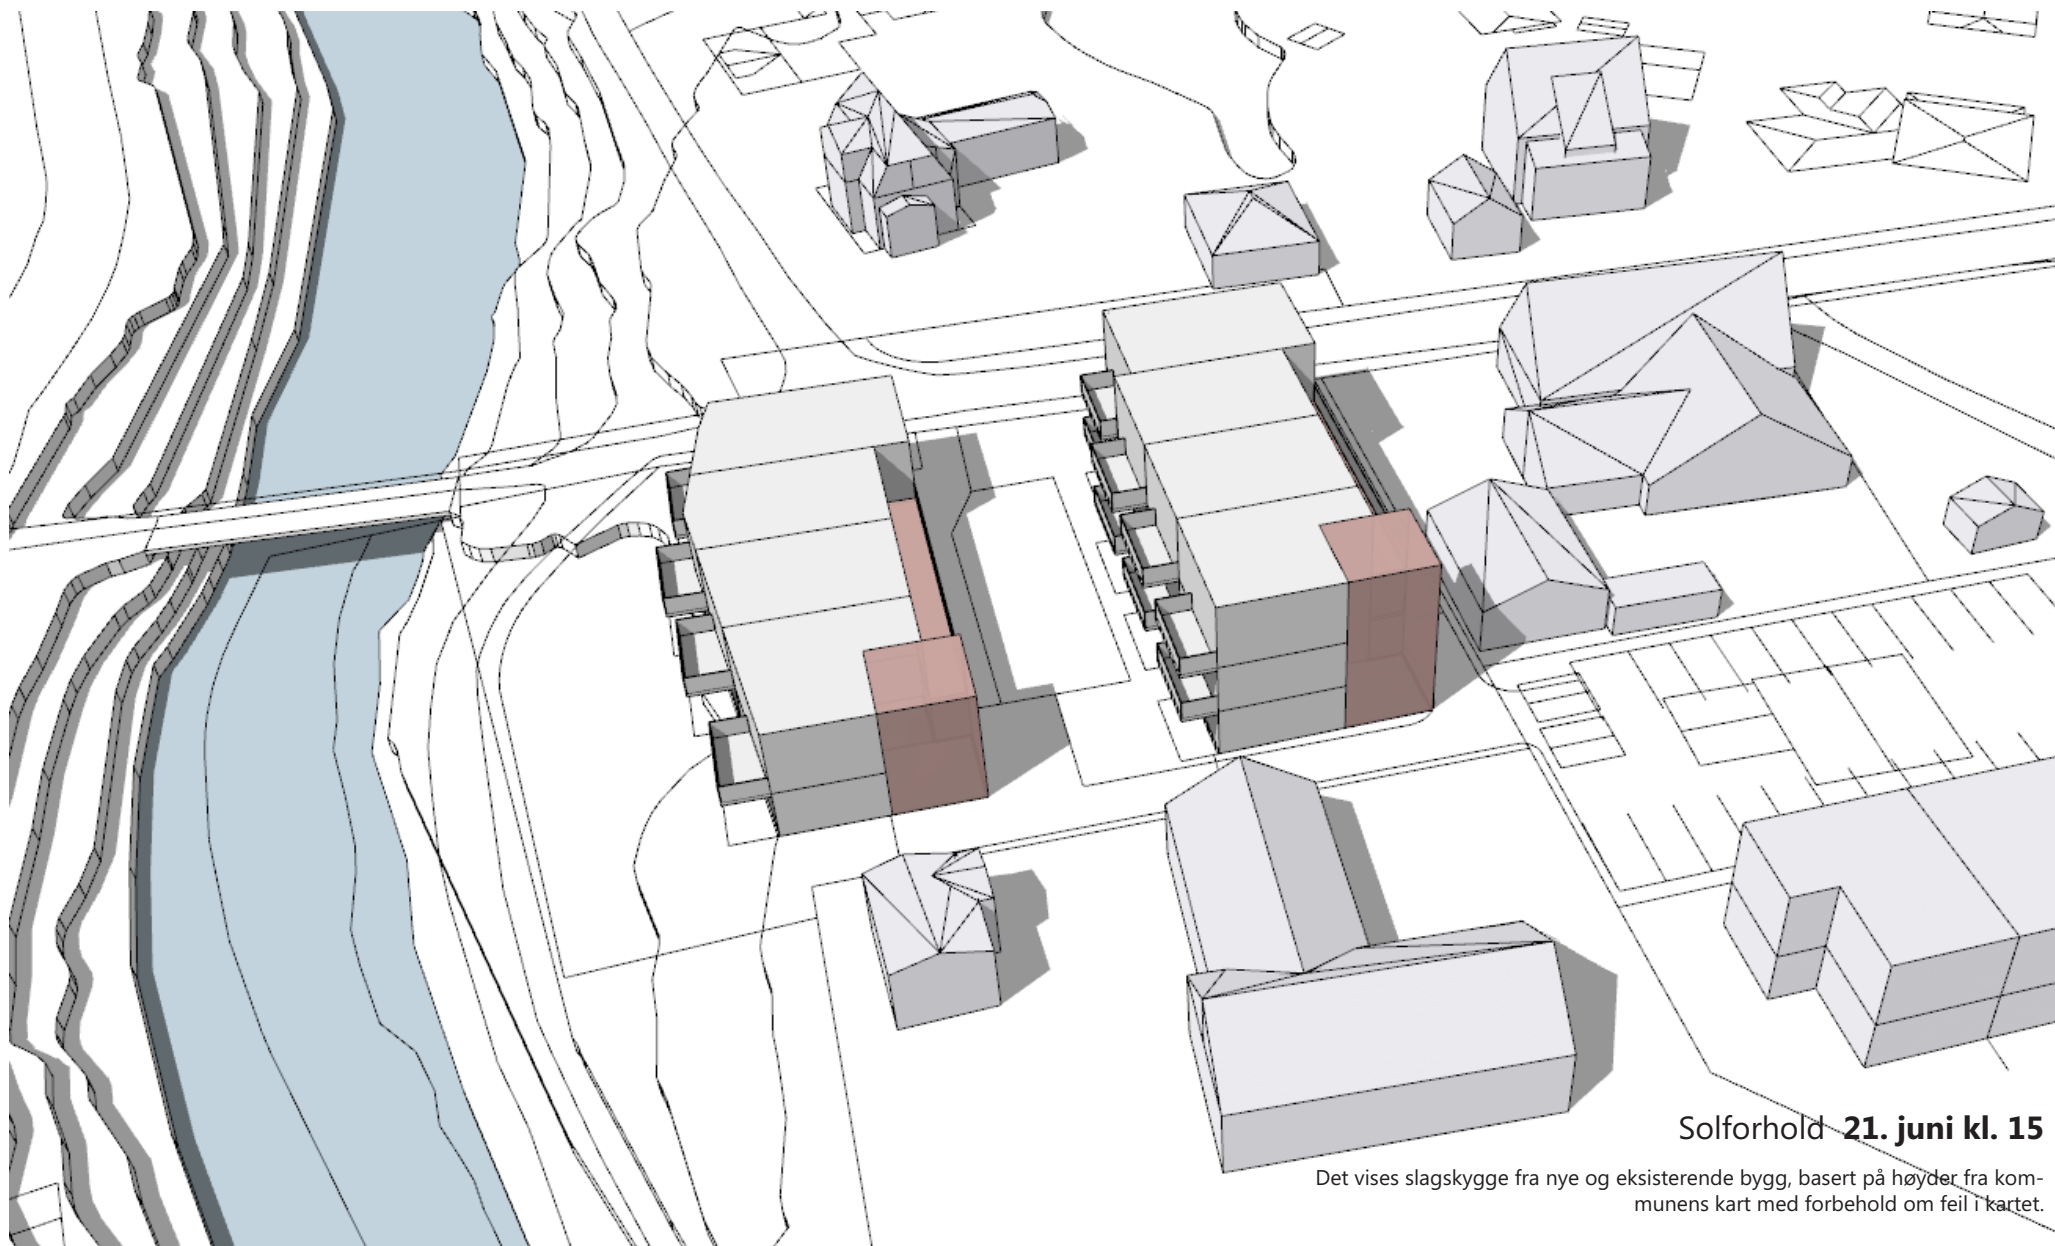 Solforhold 21. juni kl. 15
Det vises slagskygge fra nye og eksisterende bygg, basert på høyder fra kom-
munens kart med forbehold om feil i kartet.